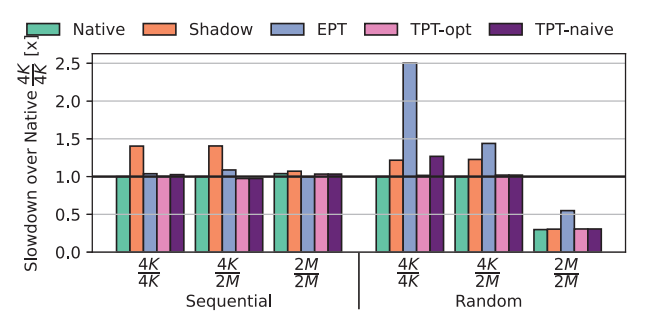 Native Shadow EPT TPT-opt TPT-naive
Slowdown over Native 4K/4K [x]
2.5
2.0
1.5
1.0
0.5
0.0
4K/4K 4K/2M 2M/2M 4K/4K 4K/2M 2M/2M
Sequential Random